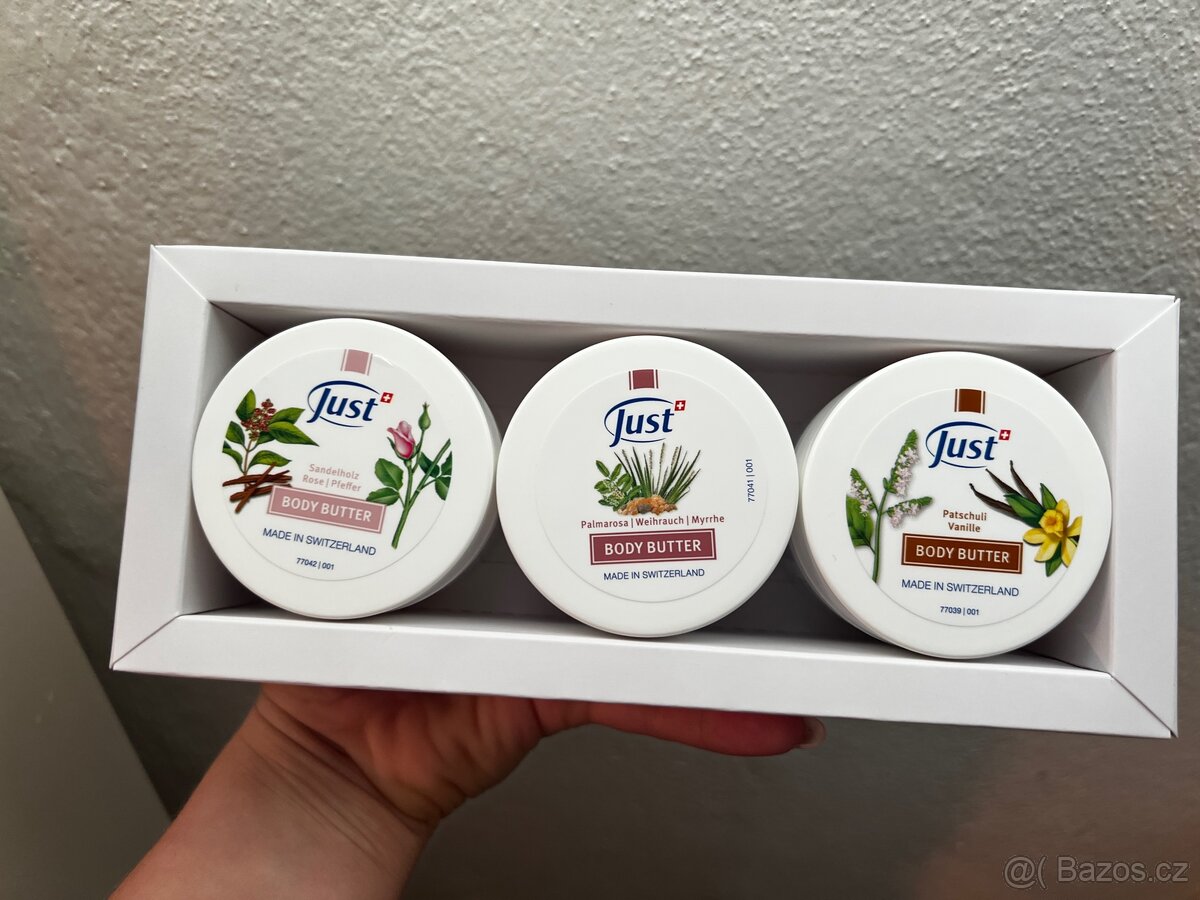 Just
Sandelholz
Rose | Pfeffer
BODY BUTTER
MADE IN SWITZERLAND
77042 | 001
Just
Palmarosa | Weihrauch | Myrrhe
BODY BUTTER
MADE IN SWITZERLAND
77041 | 001
Just
Patschuli
Vanille
BODY BUTTER
MADE IN SWITZERLAND
77039 | 001
@( Bazos.cz